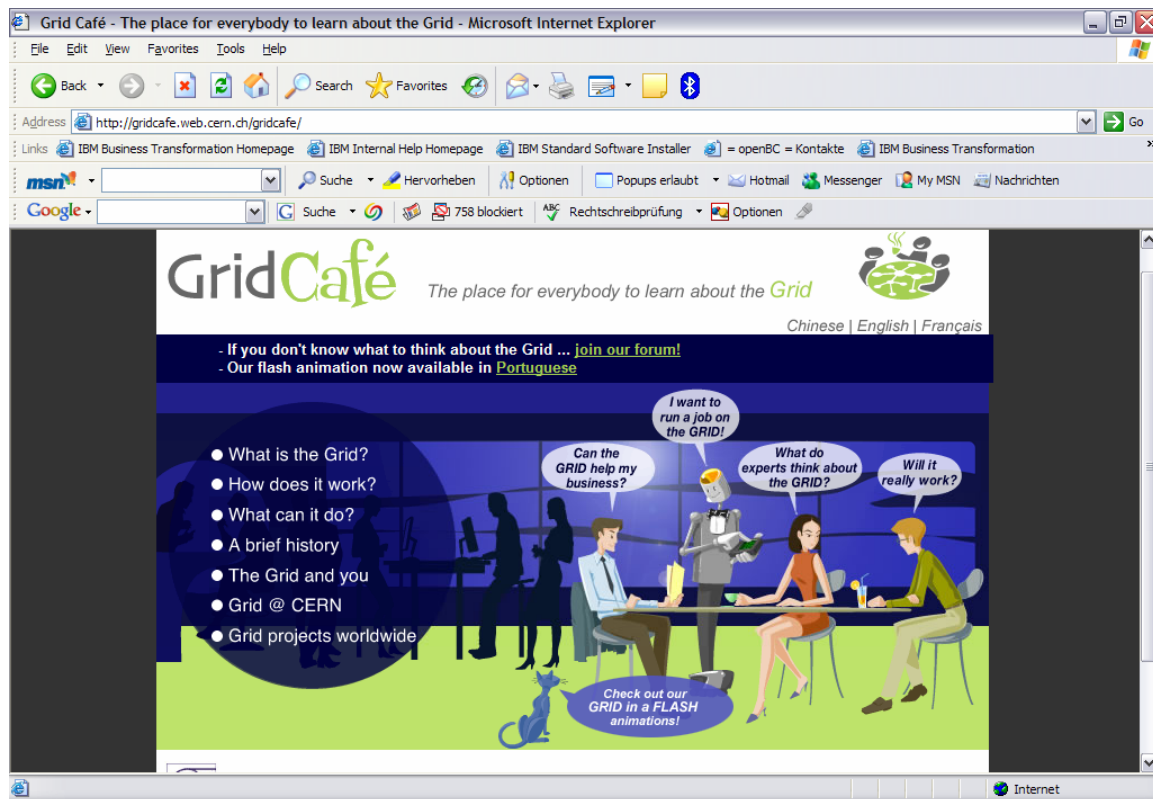 Grid Café - The place for everybody to learn about the Grid - Microsoft Internet Explorer
File Edit View Favorites Tools Help
Back Search Favorites
Address http://gridcafe.web.cern.ch/gridcafe/ Go
Links IBM Business Transformation Homepage IBM Internal Help Homepage IBM Standard Software Installer = openBC = Kontakte IBM Business Transformation »
msn Suche Hervorheben Optionen Popups erlaubt Hotmail Messenger My MSN Nachrichten
Google G Suche 758 blockiert ABC Rechtschreibprüfung Optionen
GridCafé The place for everybody to learn about the Grid
Chinese | English | Français
- If you don't know what to think about the Grid ... join our forum!
- Our flash animation now available in Portuguese
What is the Grid?
How does it work?
What can it do?
A brief history
The Grid and you
Grid @ CERN
Grid projects worldwide
Can the
GRID help my
business?
I want to
run a job on
the GRID!
What do
experts think about
the GRID?
Will it
really work?
Check out our
GRID in a FLASH
animations!
Internet